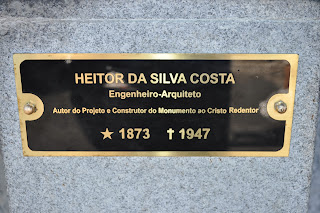 HEITOR DA SILVA COSTA
Engenheiro-Arquiteto
Autor do Projeto e Construtor do Monumento ao Cristo Redentor
★ 1873 ✝ 1947